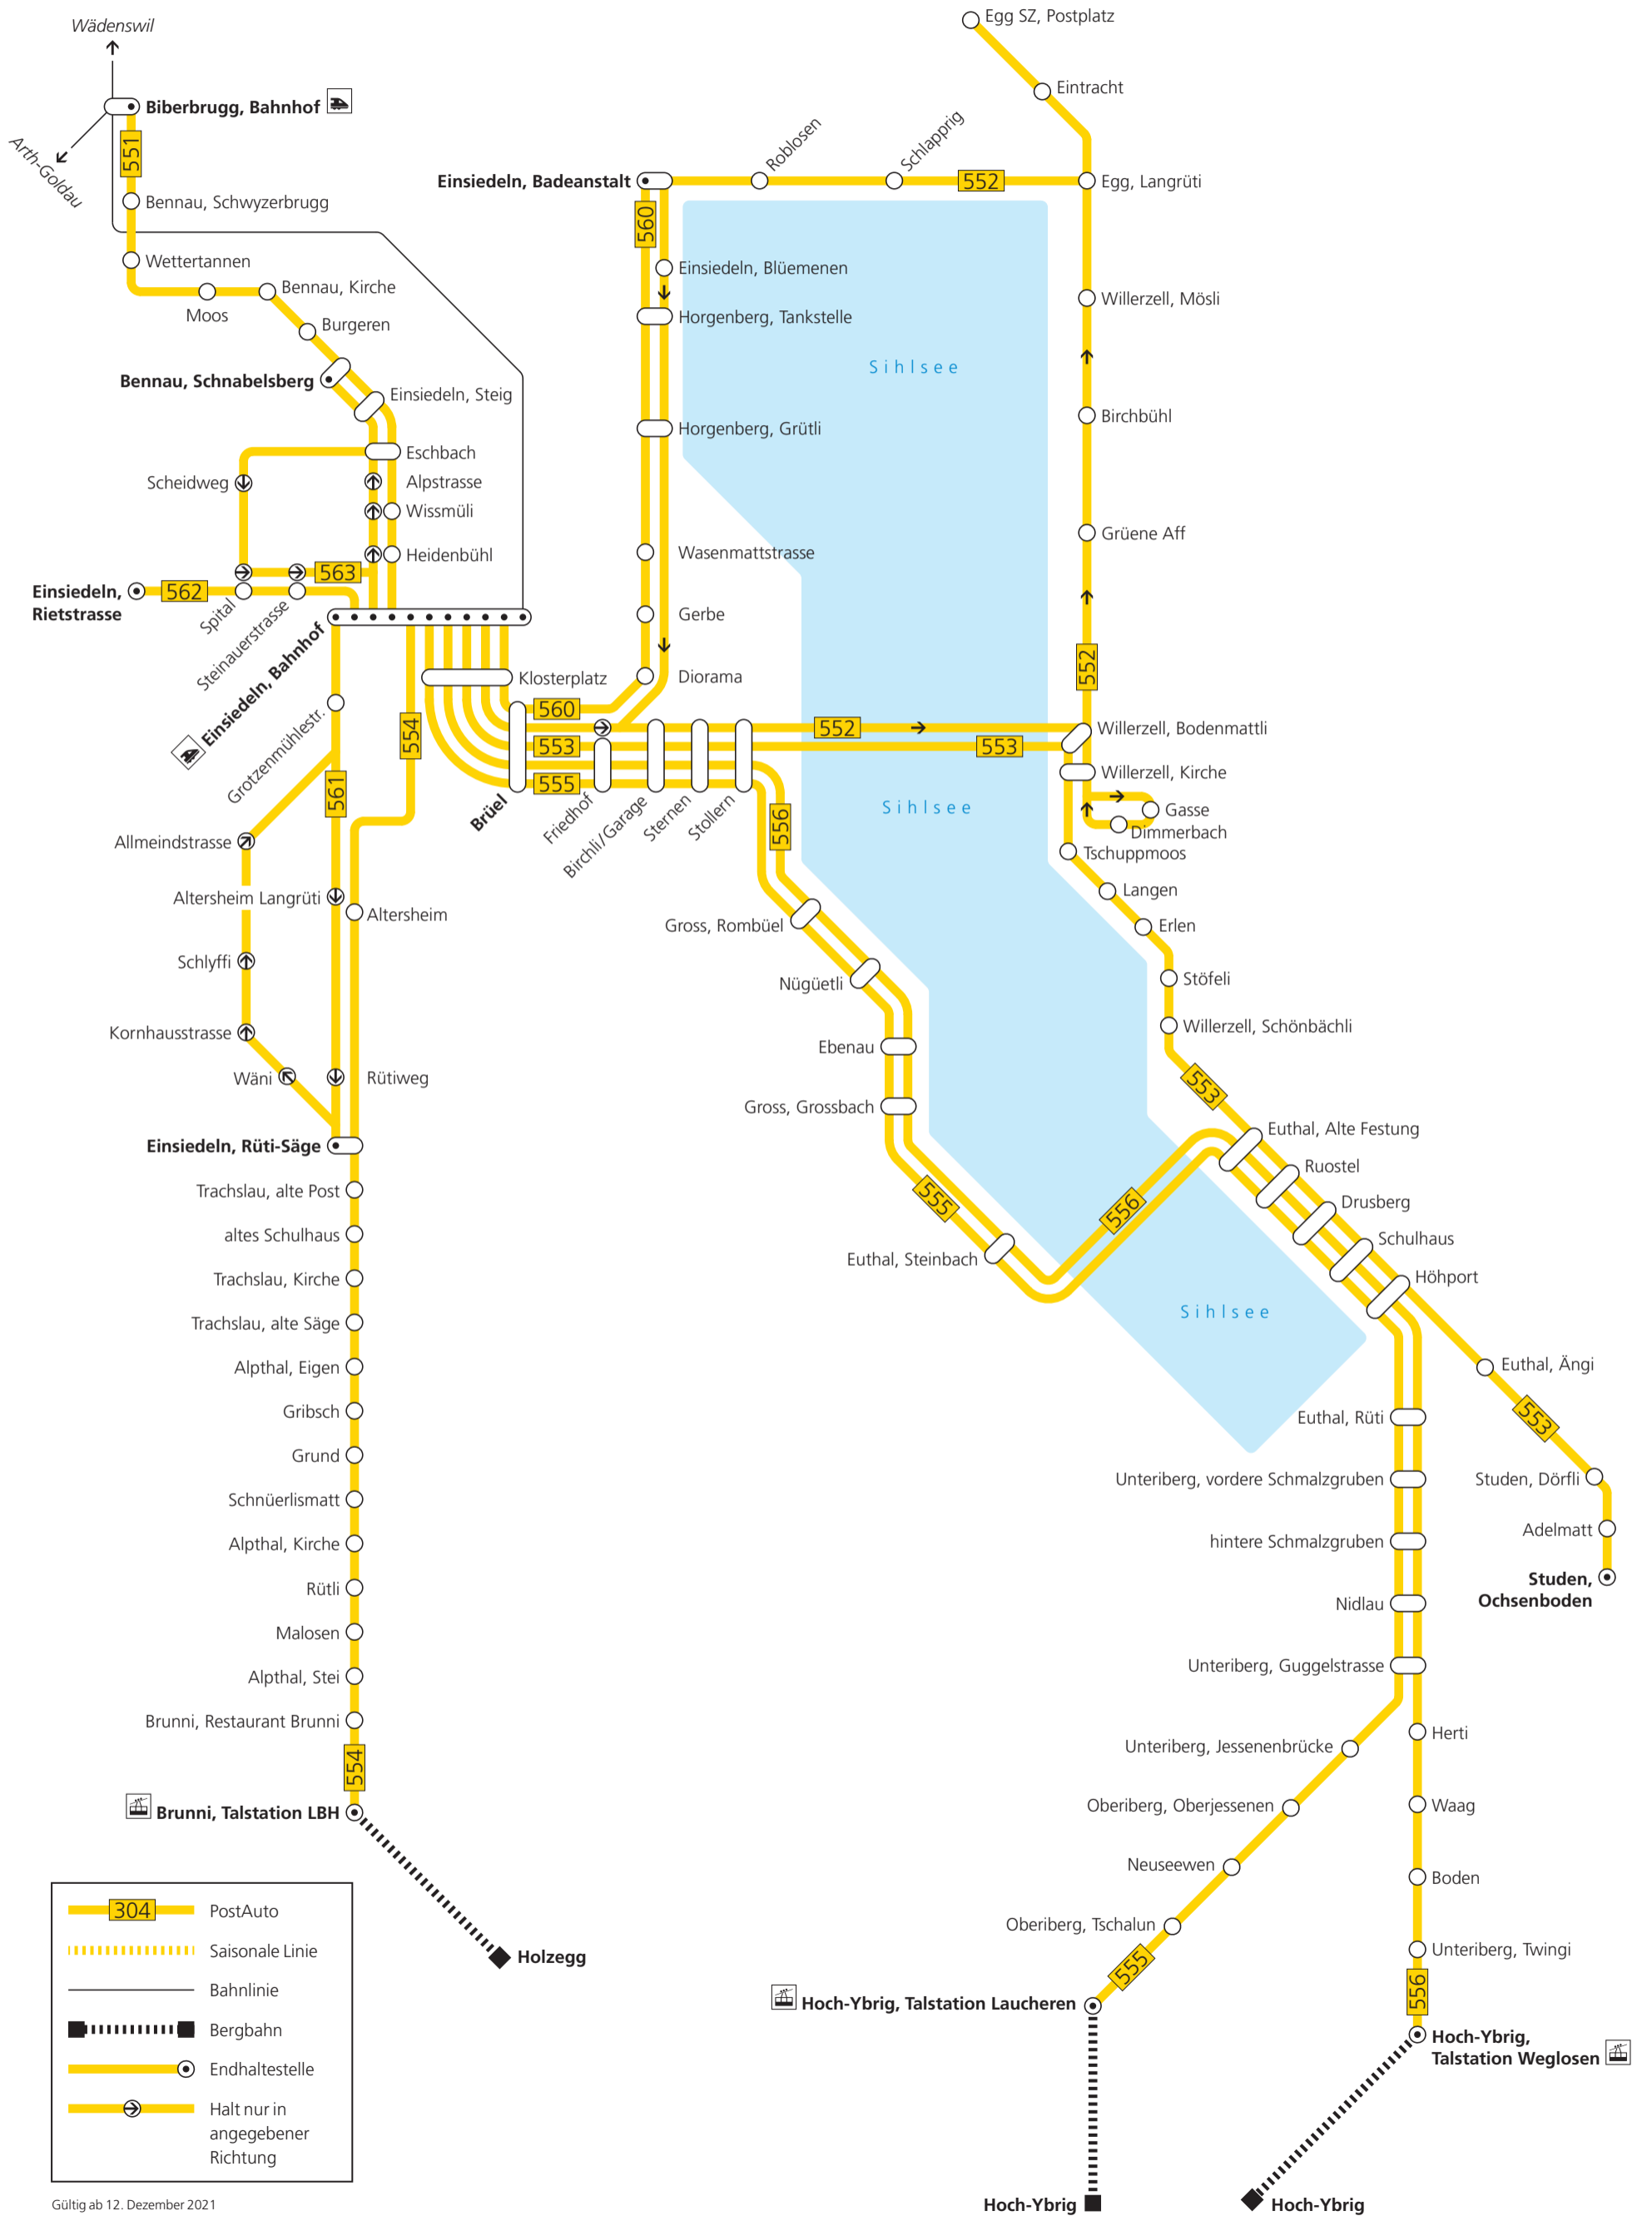 Wädenswil
Arth-Goldau
Biberbrugg, Bahnhof
551
Bennau, Schwyzerbrugg
Wettertannen
Moos
Bennau, Kirche
Burgeren
Bennau, Schnabelsberg
Einsiedeln, Steig
Eschbach
Scheidweg
Alpstrasse
Wissmüli
Heidenbühl
563
Einsiedeln,
Rietstrasse
562
Spital
Steinauerstrasse
Einsiedeln, Bahnhof
Egg SZ, Postplatz
Eintracht
Einsiedeln, Badeanstalt
Roblosen
Schlapprig
552
Egg, Langrüti
560
Einsiedeln, Blüemenen
Horgenberg, Tankstelle
Horgenberg, Grütli
Wasenmattstrasse
Gerbe
Diorama
Sihlsee
Willerzell, Mösli
Birchbühl
Grüene Aff
552
Klosterplatz
560
553
555
Brüel
Friedhof
Birchli/Garage
Sternen
Stollern
552
553
Willerzell, Bodenmattli
Willerzell, Kirche
Gasse
Dimmerbach
Tschuppmoos
Langen
Erlen
Stöfeli
Willerzell, Schönbächli
553
Sihlsee
556
Gross, Rombüel
Nügüetli
Ebenau
Gross, Grossbach
555
Euthal, Steinbach
556
Euthal, Alte Festung
Ruostel
Drusberg
Schulhaus
Höhport
Sihlsee
Euthal, Ängi
553
Studen, Dörfli
Adelmatt
Studen,
Ochsenboden
Euthal, Rüti
Unteriberg, vordere Schmalzgruben
hintere Schmalzgruben
Nidlau
Unteriberg, Guggelstrasse
Unteriberg, Jessenenbrücke
Oberiberg, Oberjessenen
Neuseewen
Oberiberg, Tschalun
555
Hoch-Ybrig, Talstation Laucheren
Hoch-Ybrig
Herti
Waag
Boden
Unteriberg, Twingi
556
Hoch-Ybrig,
Talstation Weglosen
Hoch-Ybrig
Grotzenmühlestr.
554
561
Allmeindstrasse
Altersheim Langrüti
Altersheim
Schlyffi
Kornhausstrasse
Wäni
Rütiweg
Einsiedeln, Rüti-Säge
Trachslau, alte Post
altes Schulhaus
Trachslau, Kirche
Trachslau, alte Säge
Alpthal, Eigen
Gribsch
Grund
Schnüerlismatt
Alpthal, Kirche
Rütli
Malosen
Alpthal, Stei
Brunni, Restaurant Brunni
554
Brunni, Talstation LBH
Holzegg
304
PostAuto
Saisonale Linie
Bahnlinie
Bergbahn
Endhaltestelle
Halt nur in
angegebener
Richtung
Gültig ab 12. Dezember 2021